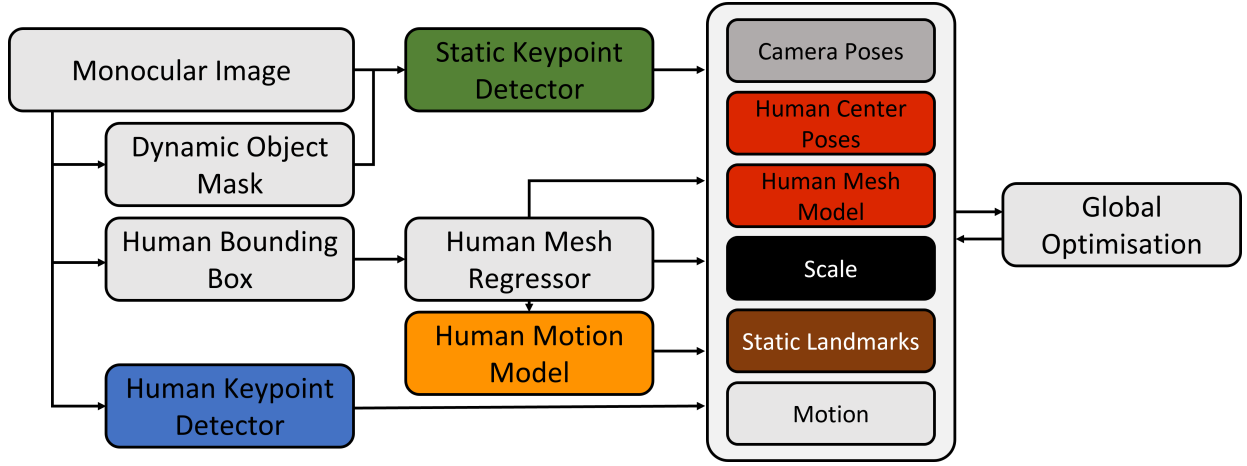 Monocular Image
Dynamic Object
Mask
Human Bounding
Box
Human Keypoint
Detector
Static Keypoint
Detector
Human Mesh
Regressor
Human Motion
Model
Camera Poses
Human Center
Poses
Human Mesh
Model
Scale
Static Landmarks
Motion
Global
Optimisation